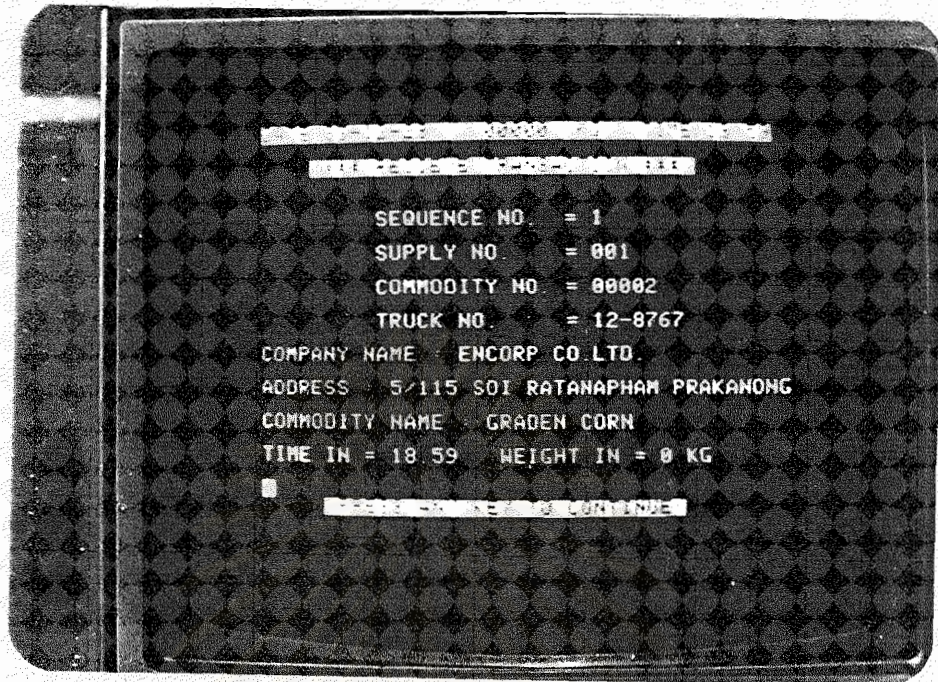 SEQUENCE NO. = 1
SUPPLY NO. = 001
COMMODITY NO. = 00002
TRUCK NO. = 12-8767
COMPANY NAME : ENCORP CO.LTD.
ADDRESS : 5/115 SOI RATANAPHAM PRAKANONG
COMMODITY NAME : GRADEN CORN
TIME IN = 18.59 WEIGHT IN = 0 KG
TO CONTINUE